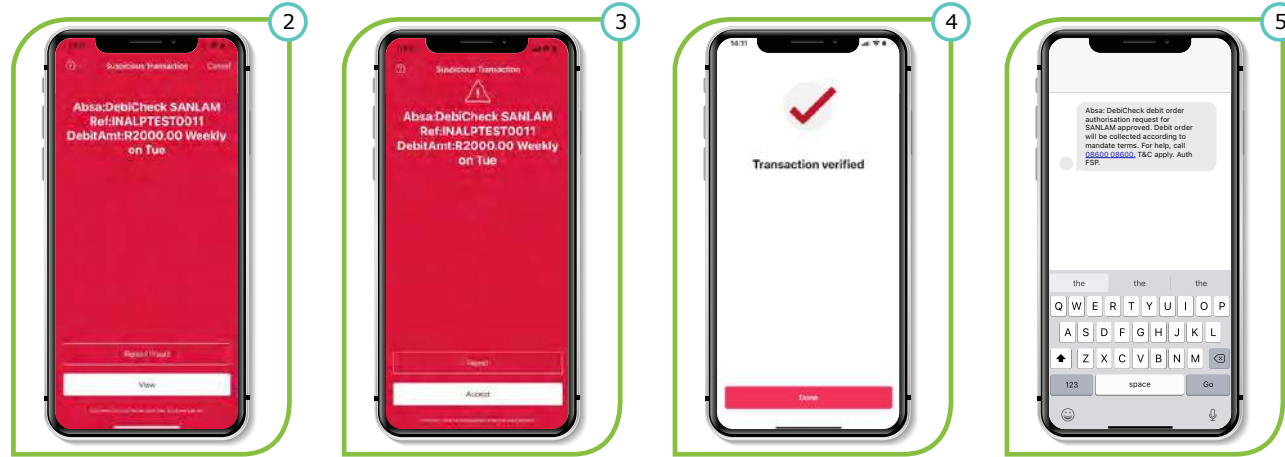 2
Suspicious Transaction Cancel
Absa:DebiCheck SANLAM
Ref:INALPTEST0011
DebitAmt:R2000.00 Weekly
on Tue
Report Fraud
View
3
Suspicious Transaction
Absa:DebiCheck SANLAM
Ref:INALPTEST0011
DebitAmt:R2000.00 Weekly
on Tue
Reject
Accept
4
14:31
Transaction verified
Done
5
Absa: DebiCheck debit order
authorisation request for
SANLAM approved. Debit order
will be collected according to
mandate terms. For help, call
08600 08600. T&C apply. Auth
FSP.
the the the
Q W E R T Y U I O P
A S D F G H J K L
Z X C V B N M
123 space Go